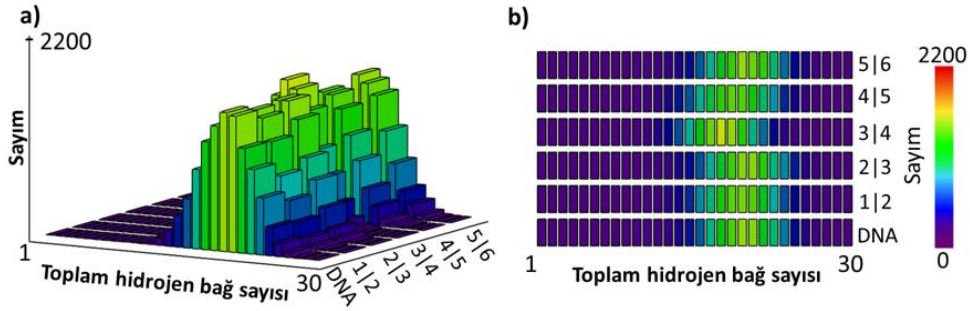 a)
2200
Sayım
1
Toplam hidrojen bağ sayısı
30
DNA
1|2
2|3
3|4
4|5
5|6
b)
5|6
4|5
3|4
2|3
1|2
DNA
1
Toplam hidrojen bağ sayısı
30
2200
Sayım
0